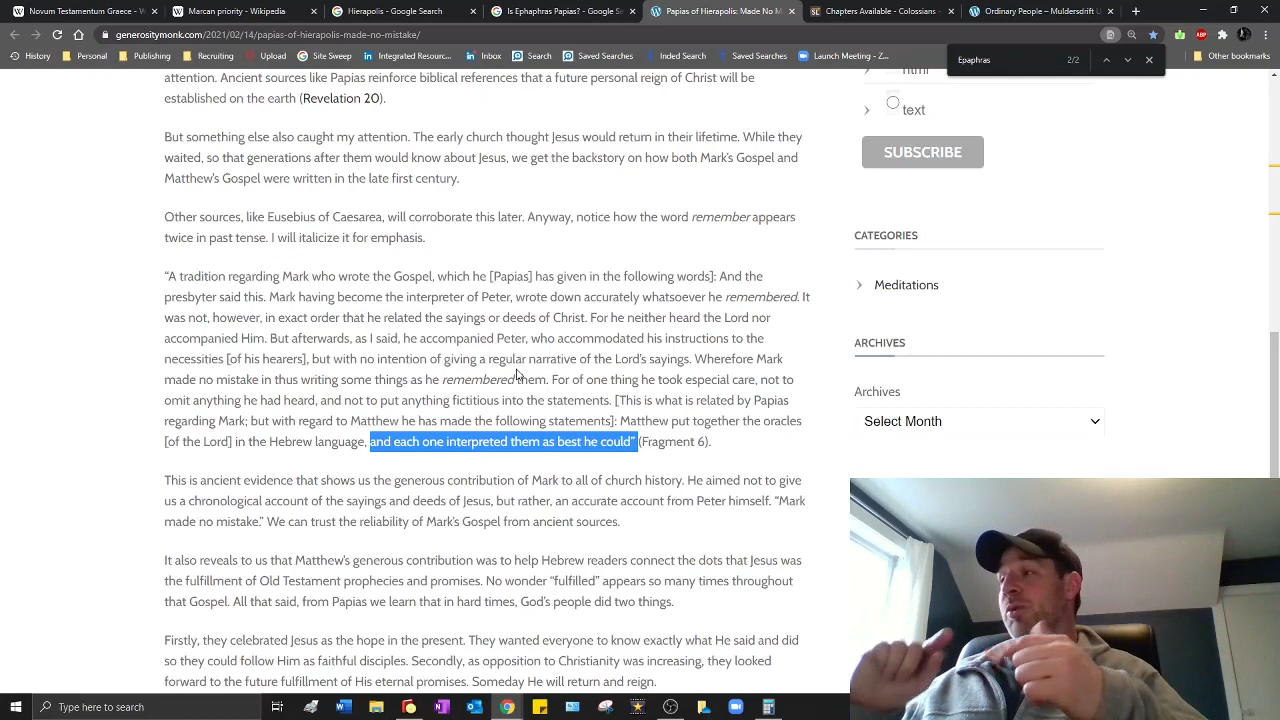 Novum Testamentum Graece
Marcan priority - Wikipedia
Hierapolis - Google Search
Is Ephaphras Papias? - Google Se
Papias of Hierapolis: Made No M
Chapters Available: Colossians -
Ordinary People – Muldersdrift U
generositymonk.com/2021/02/14/papias-of-hierapolis-made-no-mistake/
History
Personal
Publishing
Recruiting
Upload
Site Sweep
Integrated Resource...
Inbox
Search
Saved Searches
Indeed Search
Saved Searches
Launch Meeting - Z...
Other bookmarks
Epaphras
2/2
attention. Ancient sources like Papias reinforce biblical references that a future personal reign of Christ will be
established on the earth (Revelation 20).
But something else also caught my attention. The early church thought Jesus would return in their lifetime. While they
waited, so that generations after them would know about Jesus, we get the backstory on how both Mark's Gospel and
Matthew's Gospel were written in the late first century.
Other sources, like Eusebius of Caesarea, will corroborate this later. Anyway, notice how the word remember appears
twice in past tense. I will italicize it for emphasis.
“A tradition regarding Mark who wrote the Gospel, which he [Papias] has given in the following words]: And the
presbyter said this. Mark having become the interpreter of Peter, wrote down accurately whatsoever he remembered. It
was not, however, in exact order that he related the sayings or deeds of Christ. For he neither heard the Lord nor
accompanied Him. But afterwards, as I said, he accompanied Peter, who accommodated his instructions to the
necessities [of his hearers], but with no intention of giving a regular narrative of the Lord's sayings. Wherefore Mark
made no mistake in thus writing some things as he remembered them. For of one thing he took especial care, not to
omit anything he had heard, and not to put anything fictitious into the statements. [This is what is related by Papias
regarding Mark; but with regard to Matthew he has made the following statements]: Matthew put together the oracles
[of the Lord] in the Hebrew language, and each one interpreted them as best he could” (Fragment 6).
This is ancient evidence that shows us the generous contribution of Mark to all of church history. He aimed not to give
us a chronological account of the sayings and deeds of Jesus, but rather, an accurate account from Peter himself. “Mark
made no mistake.” We can trust the reliability of Mark's Gospel from ancient sources.
It also reveals to us that Matthew's generous contribution was to help Hebrew readers connect the dots that Jesus was
the fulfillment of Old Testament prophecies and promises. No wonder “fulfilled” appears so many times throughout
that Gospel. All that said, from Papias we learn that in hard times, God's people did two things.
Firstly, they celebrated Jesus as the hope in the present. They wanted everyone to know exactly what He said and did
so they could follow Him as faithful disciples. Secondly, as opposition to Christianity was increasing, they looked
forward to the future fulfillment of His eternal promises. Someday He will return and reign.
html
text
SUBSCRIBE
CATEGORIES
Meditations
ARCHIVES
Archives
Select Month
Type here to search